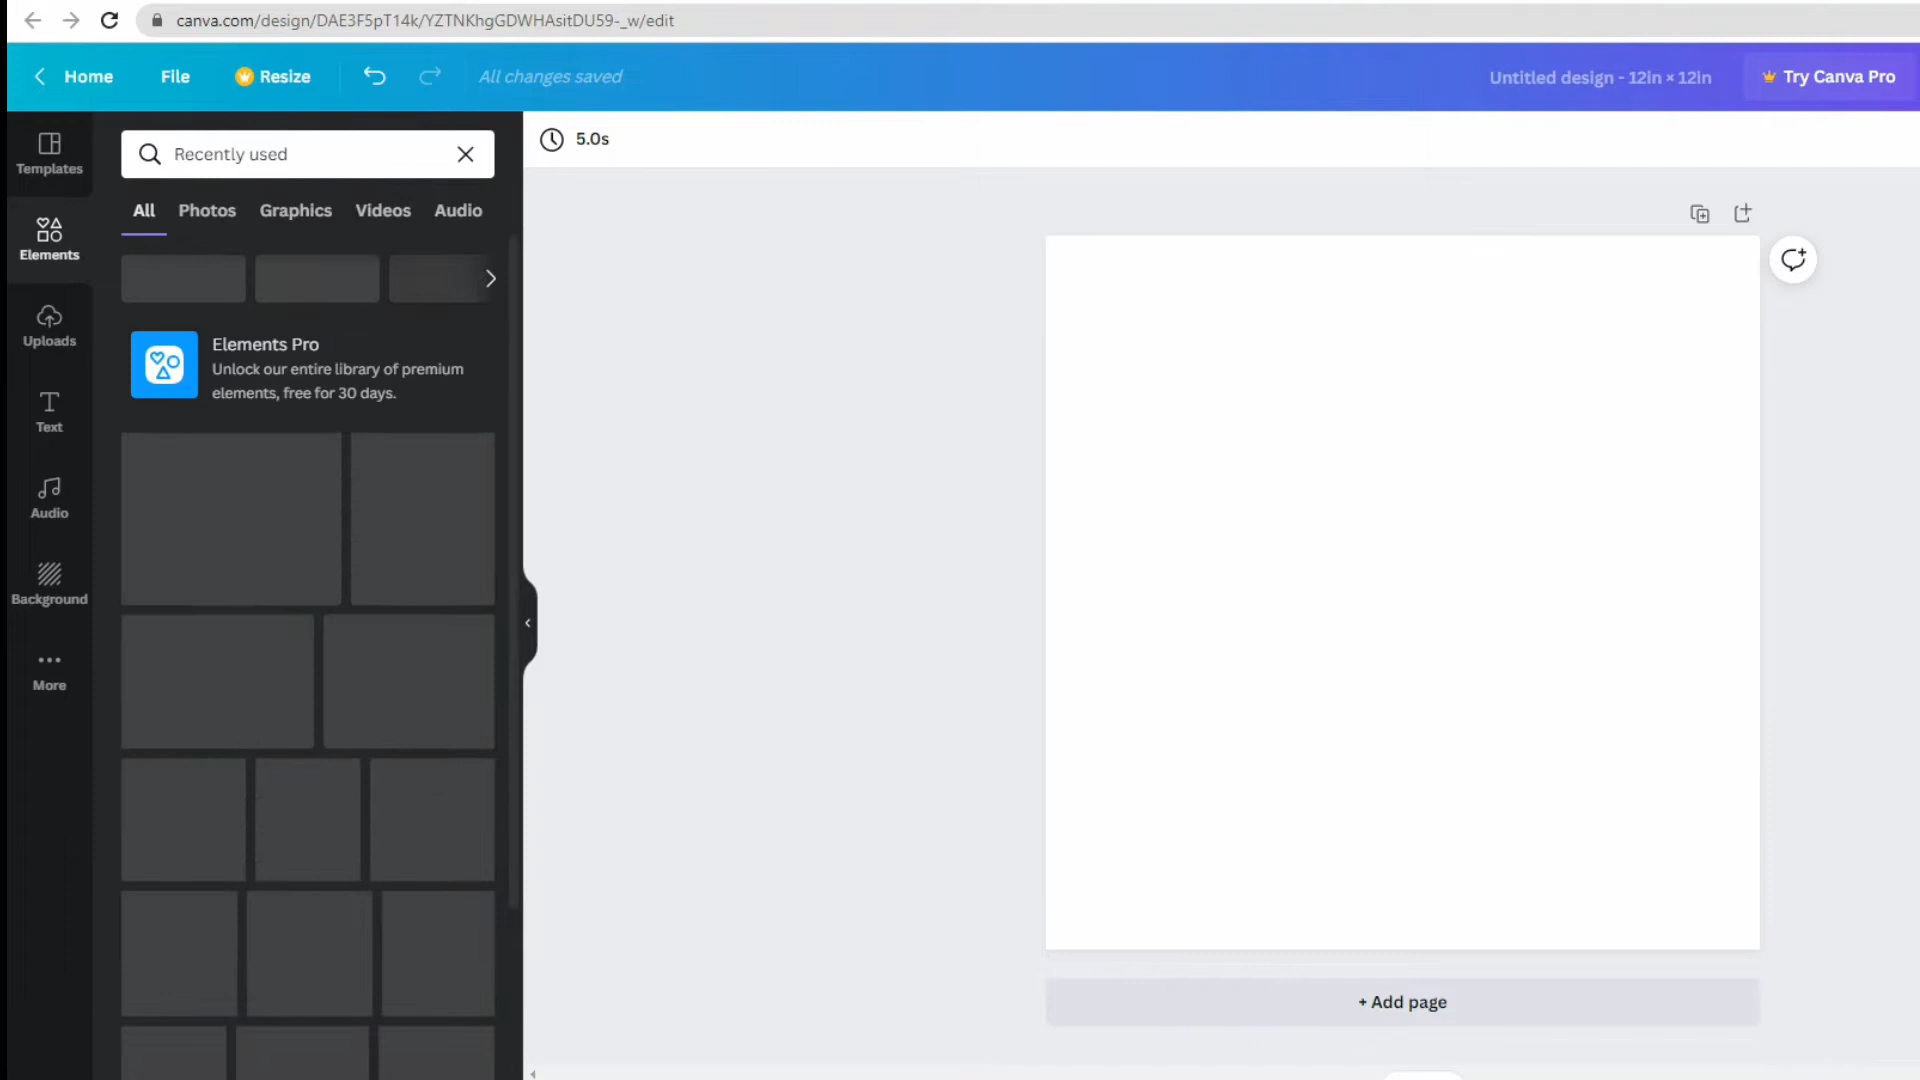 canva.com/design/DAE3F5pT14k/YZTNKhgGDWHAsitDU59-_w/edit
Home File Resize All changes saved Untitled design - 12in × 12in Try Canva Pro
Templates
Elements
Uploads
Text
Audio
Background
More
Recently used
All Photos Graphics Videos Audio
Elements Pro
Unlock our entire library of premium
elements, free for 30 days.
5.0s
+ Add page